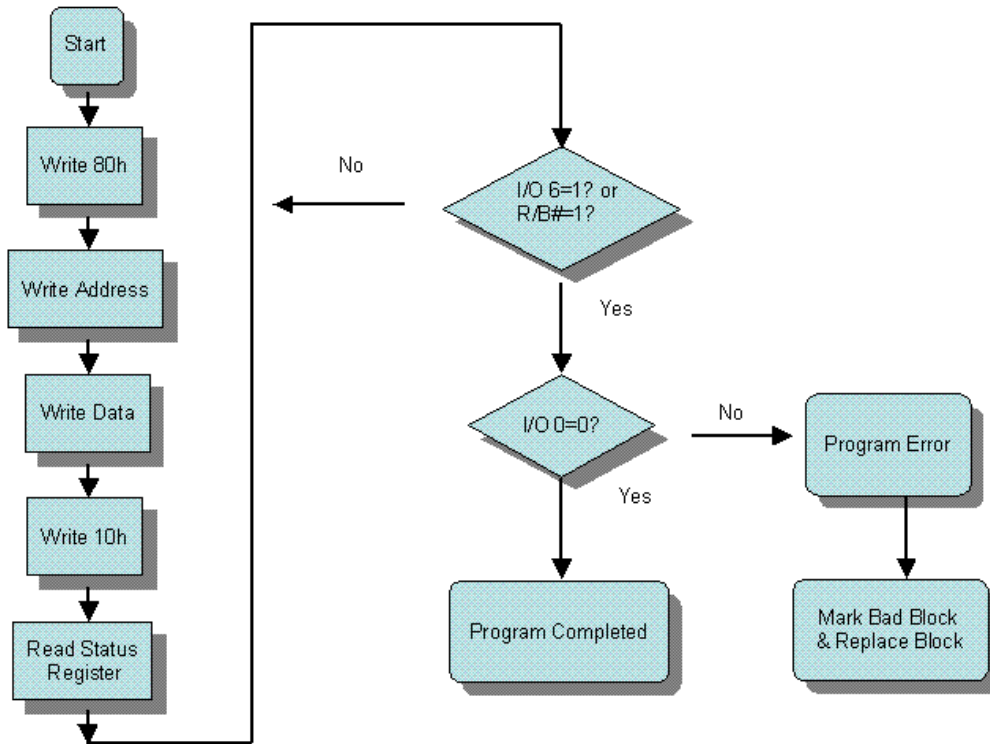 Start
Write 80h
Write Address
Write Data
Write 10h
Read Status
Register
I/O 6=1? or
R/B#=1?
No
Yes
I/O 0=0?
No
Yes
Program Error
Program Completed
Mark Bad Block
& Replace Block